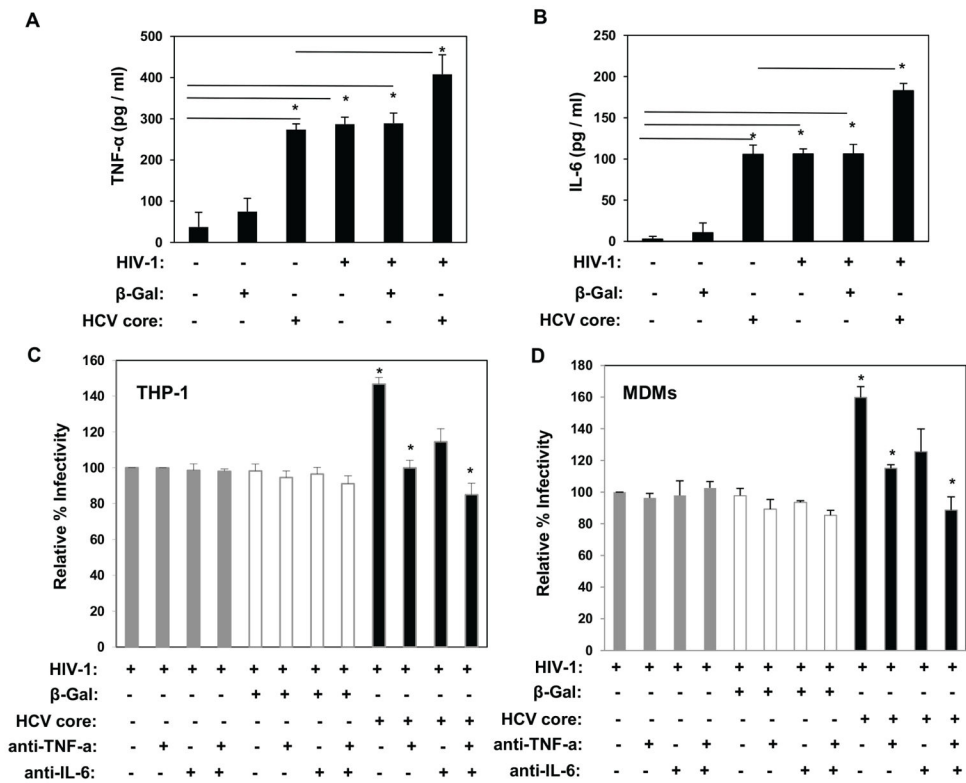 A
TNF-α (pg / ml)
500
400
300
200
100
0
*
*
*
*
HIV-1: - - - + + +
β-Gal: - + - - + -
HCV core: - - + - - +
B
IL-6 (pg / ml)
250
200
150
100
50
0
*
*
*
*
HIV-1: - - - + + +
β-Gal: - + - - + -
HCV core: - - + - - +
C
THP-1
Relative % Infectivity
160
140
120
100
80
60
40
20
0
*
*
*
HIV-1: + + + + + + + + + + + +
β-Gal: - - - - + + + + - - - -
HCV core: - - - - - - - - + + + +
anti-TNF-a: - + - + - + - + - + - +
anti-IL-6: - - + + - - + + - - + +
D
MDMs
Relative % Infectivity
180
160
140
120
100
80
60
40
20
0
*
*
*
HIV-1: + + + + + + + + + + + +
β-Gal: - - - - + + + + - - - -
HCV core: - - - - - - - - + + + +
anti-TNF-a: - + - + - + - + - + - +
anti-IL-6: - - + + - - + + - - + +